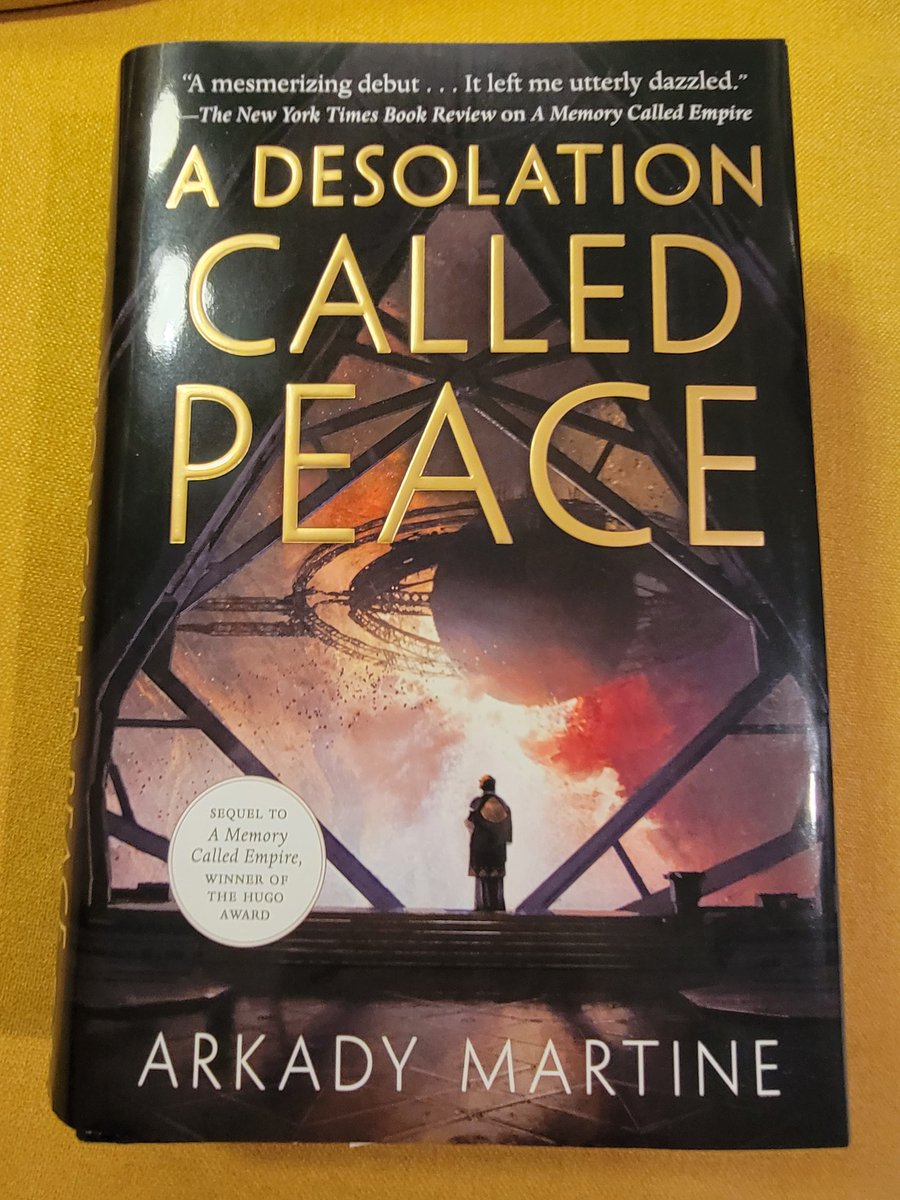 “A mesmerizing debut . . . It left me utterly dazzled.”
—The New York Times Book Review on A Memory Called Empire
A DESOLATION
CALLED
PEACE
SEQUEL TO
A Memory
Called Empire,
WINNER OF
THE HUGO
AWARD
ARKADY MARTINE